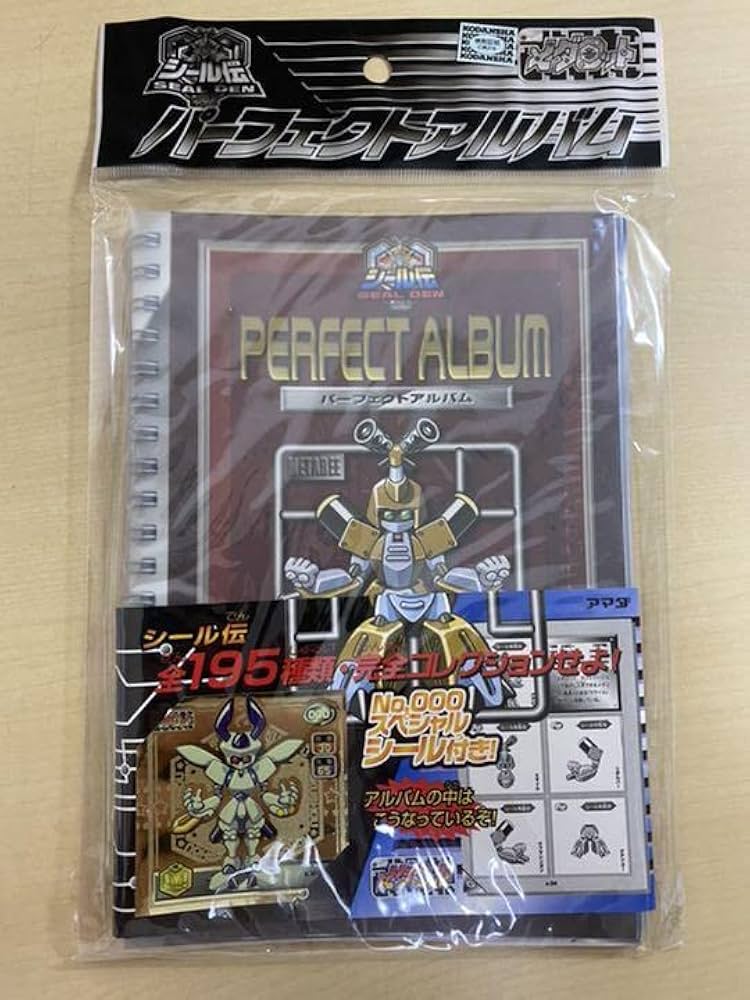 シール伝
SEAL DEN
KODANSHA
メダロット
パーフェクトアルバム
シール伝
SEAL DEN
PERFECT ALBUM
パーフェクトアルバム
METABEE
アマダ
でん
シール伝
全195種類・完全コレクションせよ!
No.000
スペシャル
シール付き!
000
アルバムの中は
こうなっているぞ!